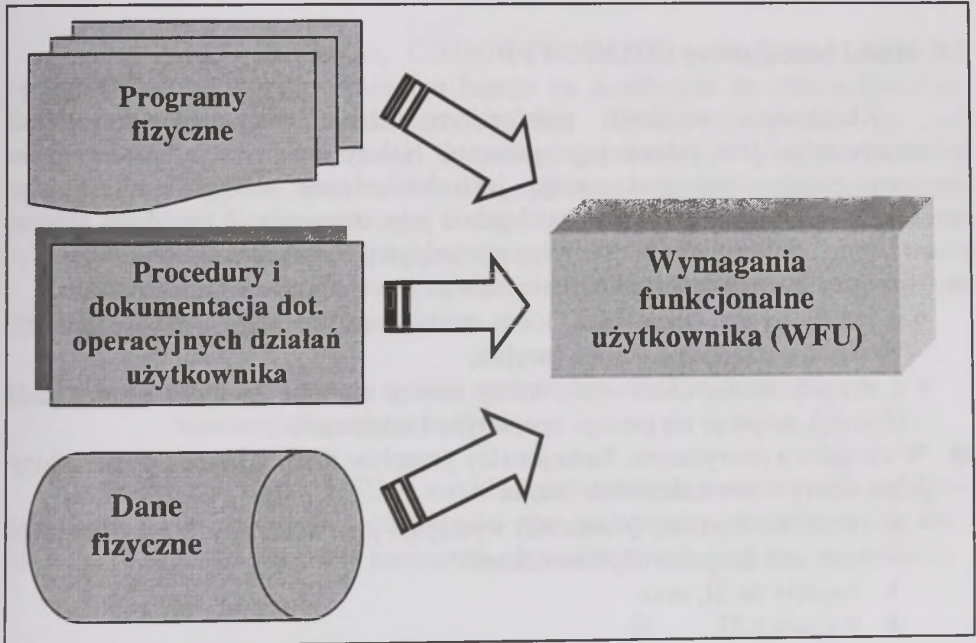 Programy
fizyczne
Procedury i
dokumentacja dot.
operacyjnych działań
użytkownika
Dane
fizyczne
Wymagania
funkcjonalne
użytkownika (WFU)